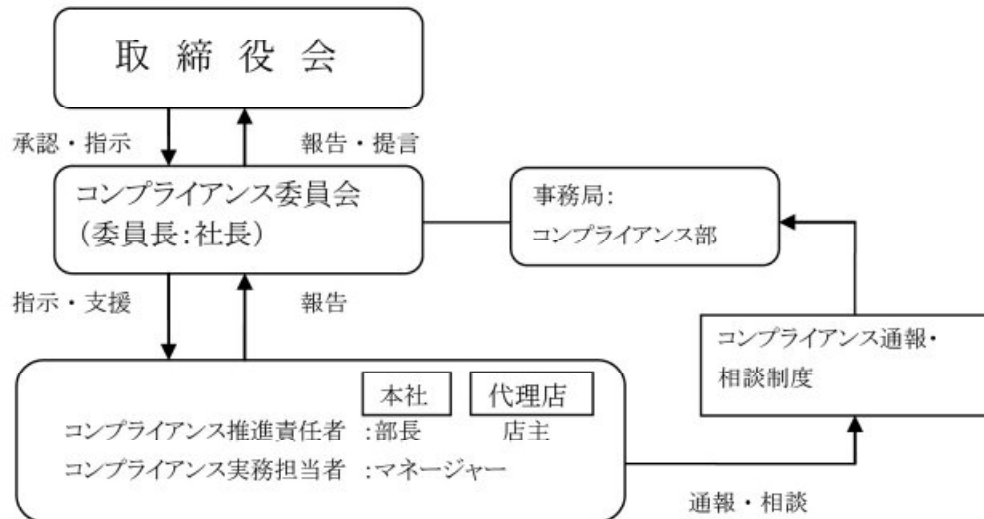 取締役会
承認・指示
報告・提言
コンプライアンス委員会
(委員長:社長)
事務局:
コンプライアンス部
指示・支援
報告
コンプライアンス通報・
相談制度
本社 代理店
コンプライアンス推進責任者 :部長 店主
コンプライアンス実務担当者 :マネージャー
通報・相談